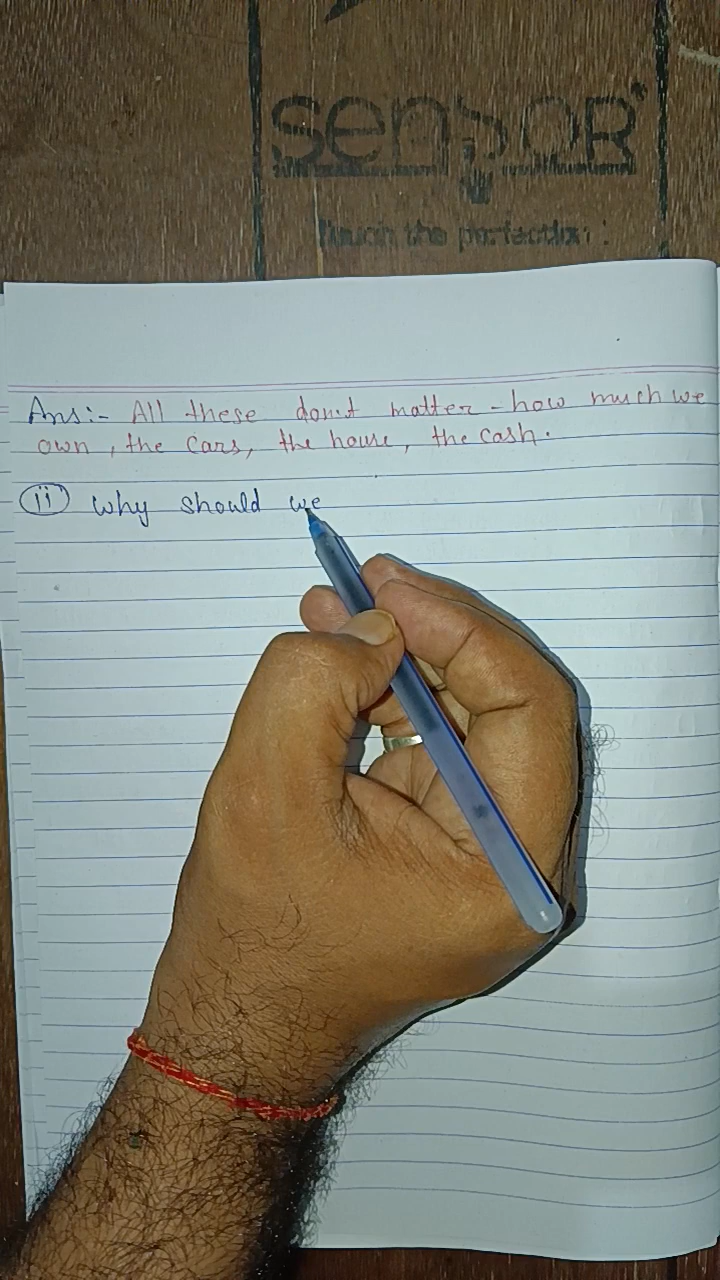 SensOR
Touch the perfection
Ans:- All these don't matter - how much we
own, the cars, the house, the cash.
(ii) Why should we